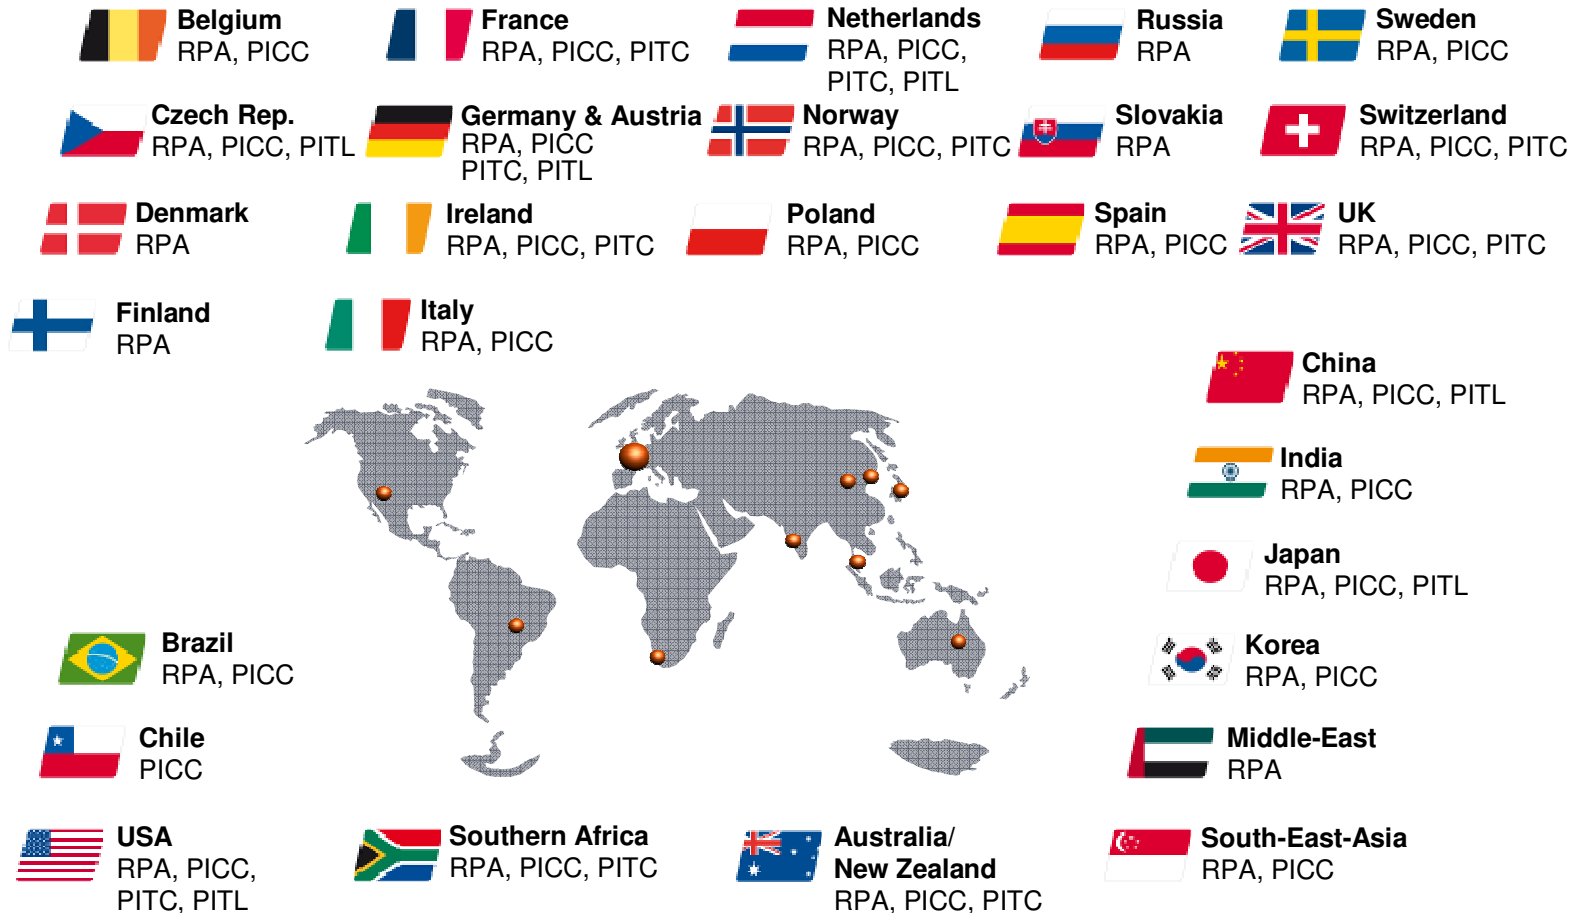 Belgium
RPA, PICC
France
RPA, PICC, PITC
Netherlands
RPA, PICC,
PITC, PITL
Russia
RPA
Sweden
RPA, PICC
Czech Rep.
RPA, PICC, PITL
Germany & Austria
RPA, PICC
PITC, PITL
Norway
RPA, PICC, PITC
Slovakia
RPA
Switzerland
RPA, PICC, PITC
Denmark
RPA
Ireland
RPA, PICC, PITC
Poland
RPA, PICC
Spain
RPA, PICC
UK
RPA, PICC, PITC
Finland
RPA
Italy
RPA, PICC
China
RPA, PICC, PITL
India
RPA, PICC
Japan
RPA, PICC, PITL
Brazil
RPA, PICC
Korea
RPA, PICC
Chile
PICC
Middle-East
RPA
USA
RPA, PICC,
PITC, PITL
Southern Africa
RPA, PICC, PITC
Australia/
New Zealand
RPA, PICC, PITC
South-East-Asia
RPA, PICC